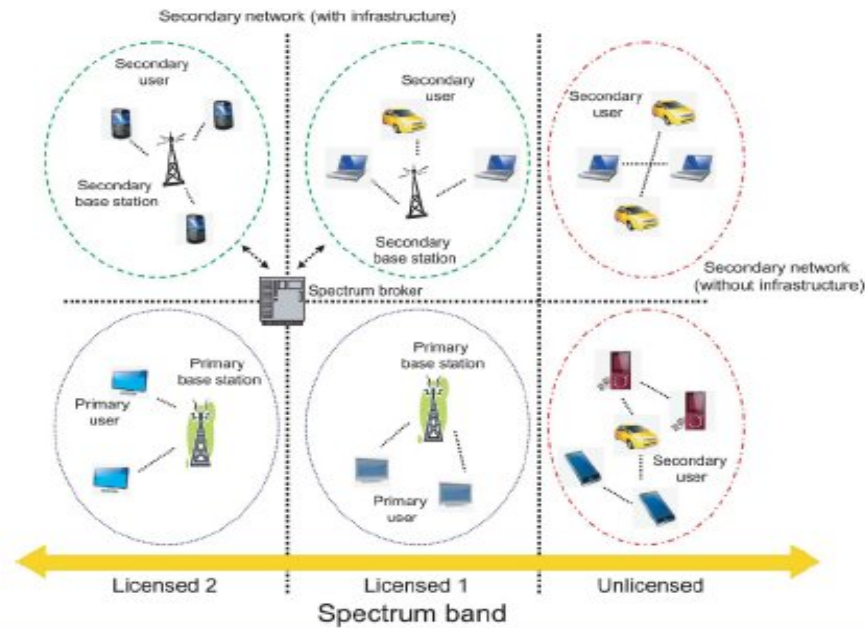 Secondary network (with infrastructure)
Secondary
user
Secondary
base station
Secondary
user
Secondary
base station
Secondary
user
Secondary network
(without infrastructure)
Spectrum broker
Primary
base station
Primary
user
Primary
base station
Primary
user
Secondary
user
Licensed 2
Licensed 1
Unlicensed
Spectrum band